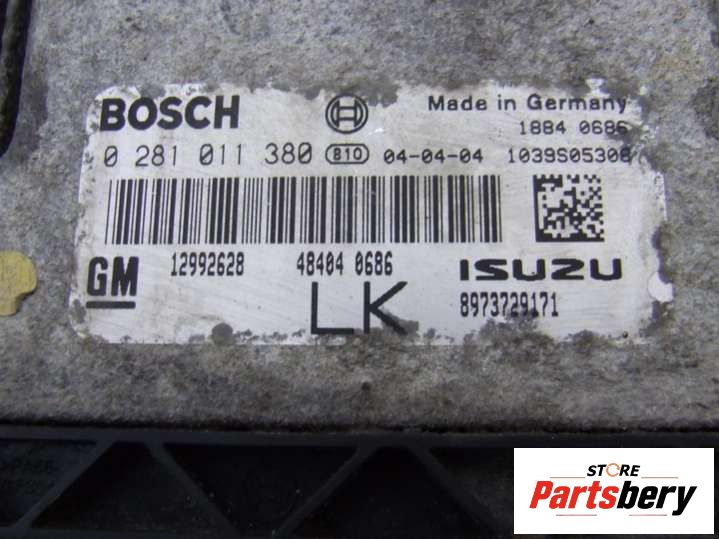 BOSCH Made in Germany
1884 0686
0 281 011 380 810 04-04-04 1039S05308
GM 12992628 48404 0686 ISUZU
LK 8973729171
STORE
Partsbery